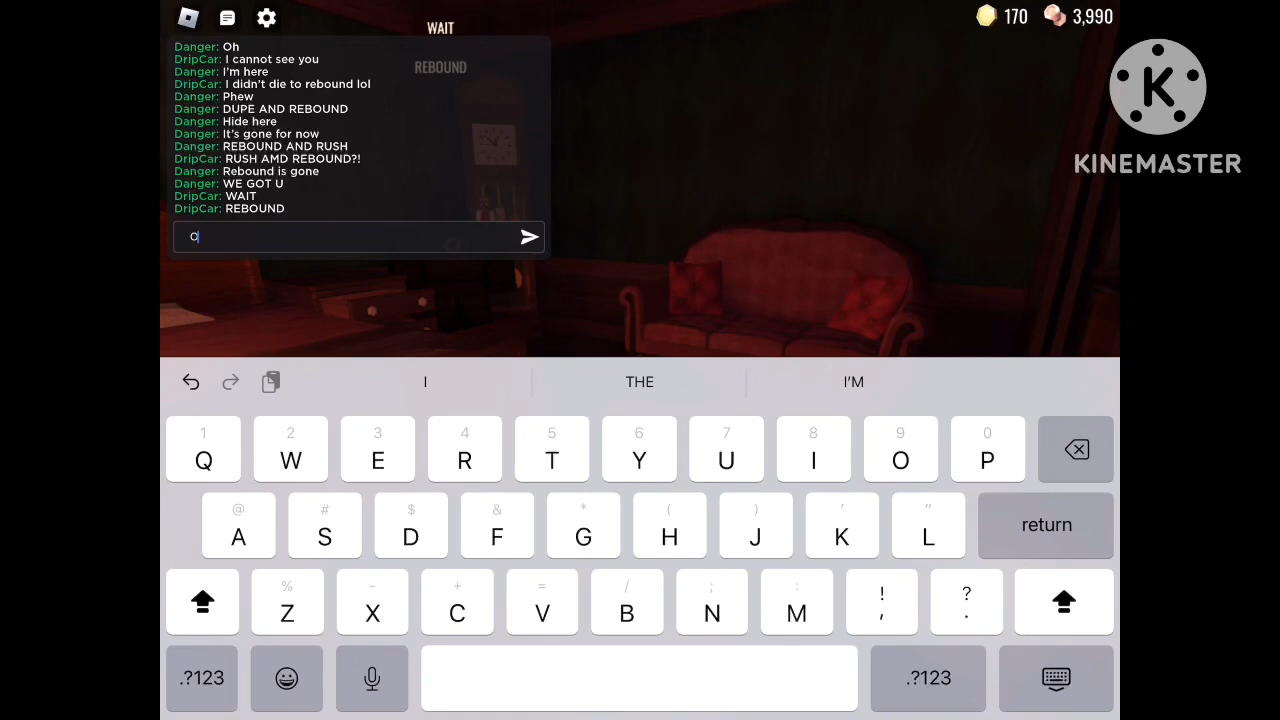 WAIT
170
3,990
Danger: Oh
DripCar: I cannot see you
REBOUND
Danger: I'm here
DripCar: I didn't die to rebound lol
Danger: Phew
Danger: DUPE AND REBOUND
Danger: Hide here
Danger: It's gone for now
Danger: REBOUND AND RUSH
DripCar: RUSH AMD REBOUND?!
Danger: Rebound is gone
Danger: WE GOT U
DripCar: WAIT
DripCar: REBOUND
O
K
KINEMASTER
I
THE
I'M
1 2 3 4 5 6 7 8 9 0
Q W E R T Y U I O P
@ # $ & * ( ) ' "
A S D F G H J K L return
% - + = / ; : ! ?
Z X C V B N M , .
.?123 .?123